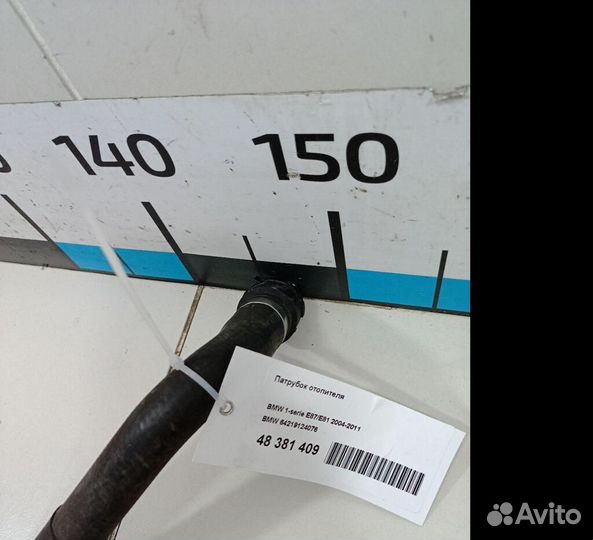 140 150
Патрубок отопителя
BMW 1-serie E87/E81 2004-2011
BMW 64219124076
48 381 409
Avito